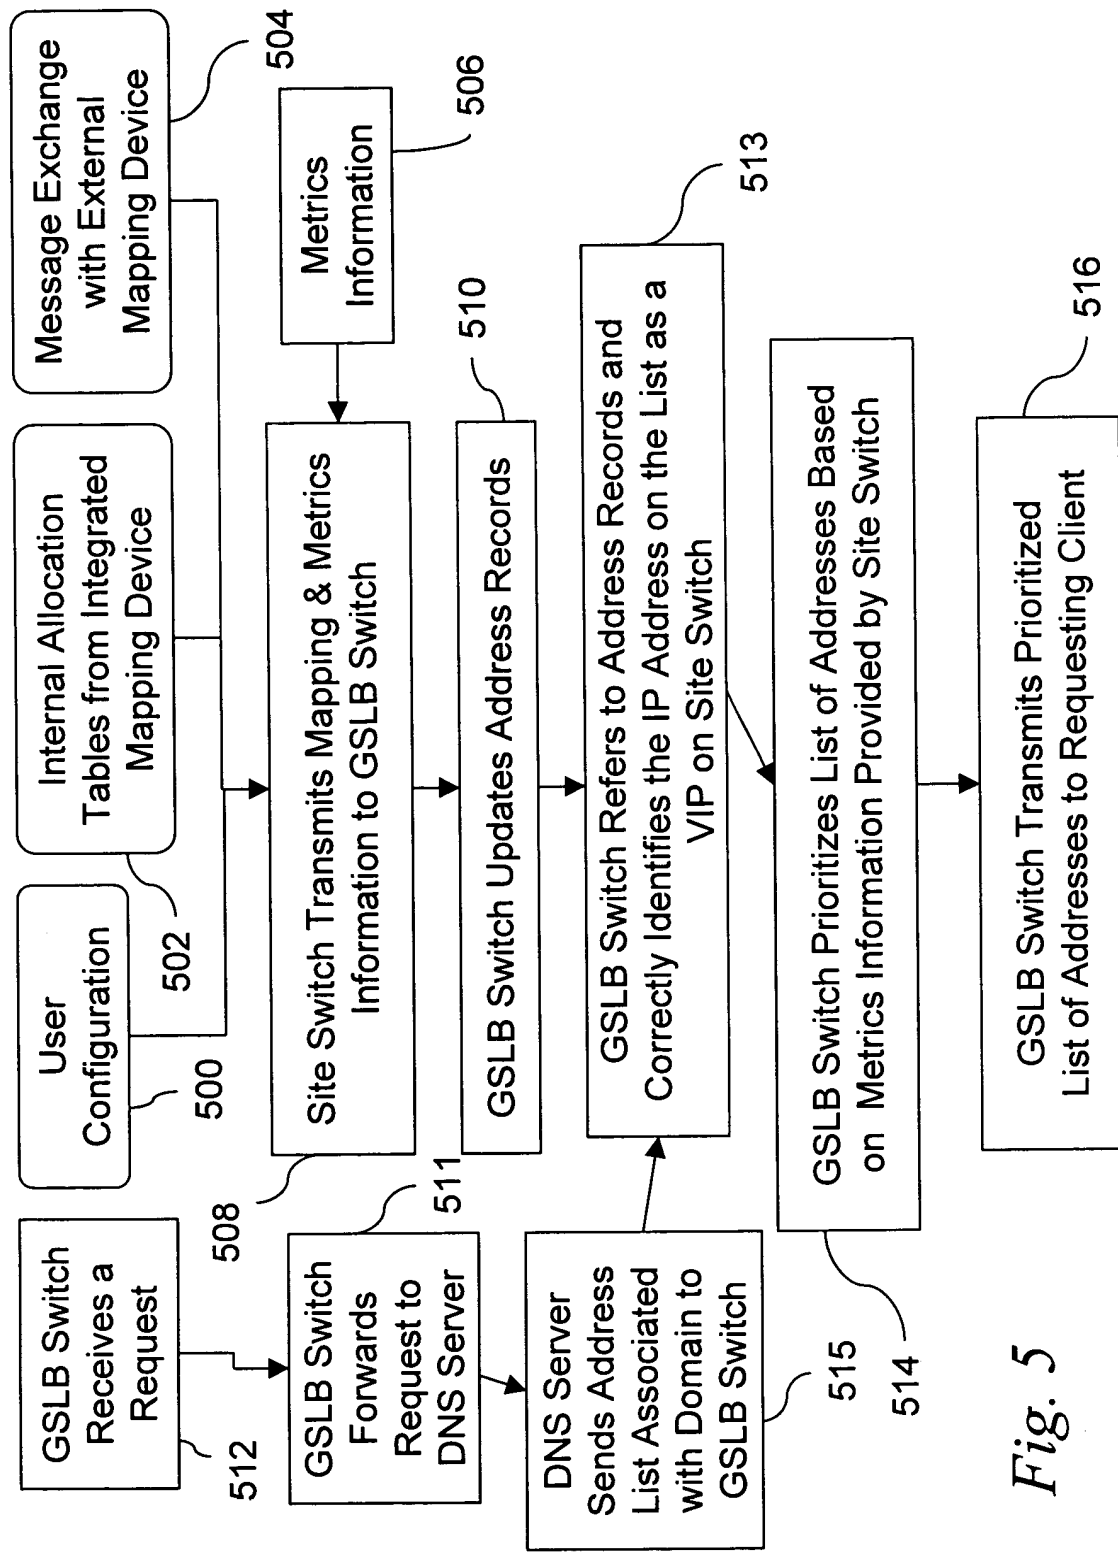 GSLB Switch
Receives a
Request
512
User
Configuration
500
Internal Allocation
Tables from Integrated
Mapping Device
502
Message Exchange
with External
Mapping Device
504
Metrics
Information
506
Site Switch Transmits Mapping & Metrics
Information to GSLB Switch
508
GSLB Switch
Forwards
Request to
DNS Server
511
GSLB Switch Updates Address Records
510
DNS Server
Sends Address
List Associated
with Domain to
GSLB Switch
515
GSLB Switch Refers to Address Records and
Correctly Identifies the IP Address on the List as a
VIP on Site Switch
513
GSLB Switch Prioritizes List of Addresses Based
on Metrics Information Provided by Site Switch
514
GSLB Switch Transmits Prioritized
List of Addresses to Requesting Client
516
Fig. 5